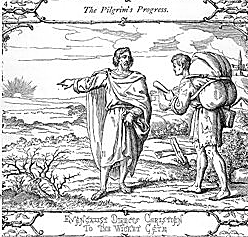 The Pilgrim's Progress.
Evangelist Directs Christian
To The Wicket Gate